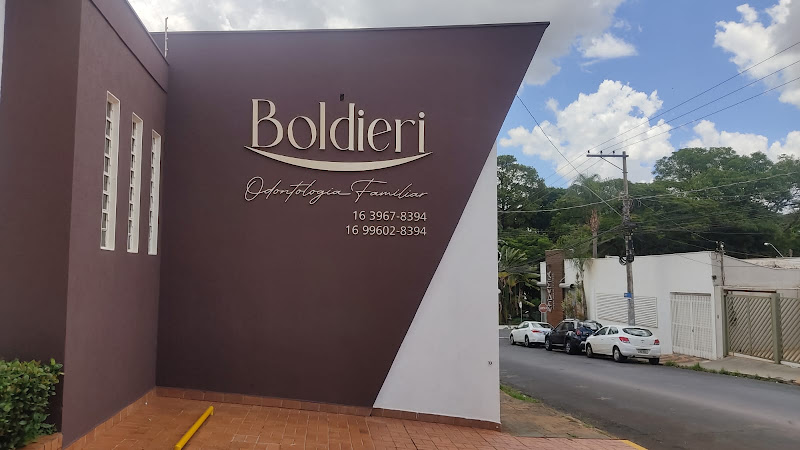 Boldieri
Odontologia Familiar
16 3967-8394
16 99602-8394